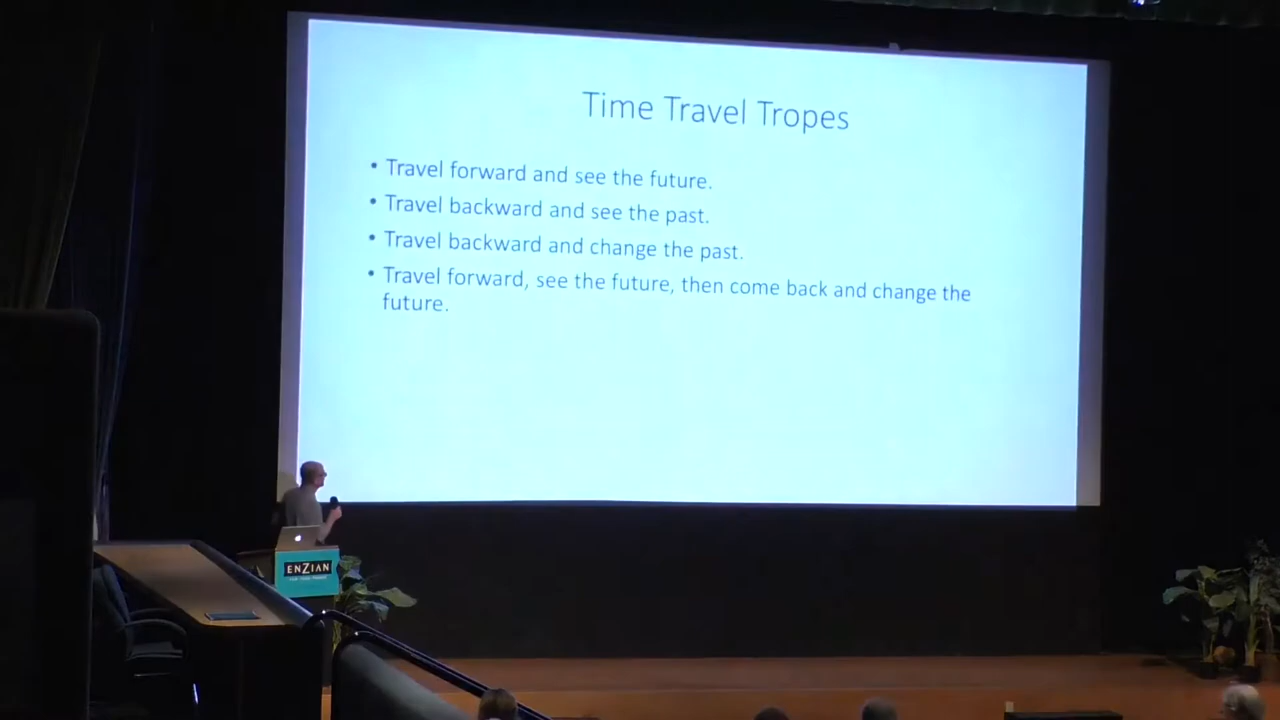 Time Travel Tropes
• Travel forward and see the future.
• Travel backward and see the past.
• Travel backward and change the past.
• Travel forward, see the future, then come back and change the
future.
ENZIAN